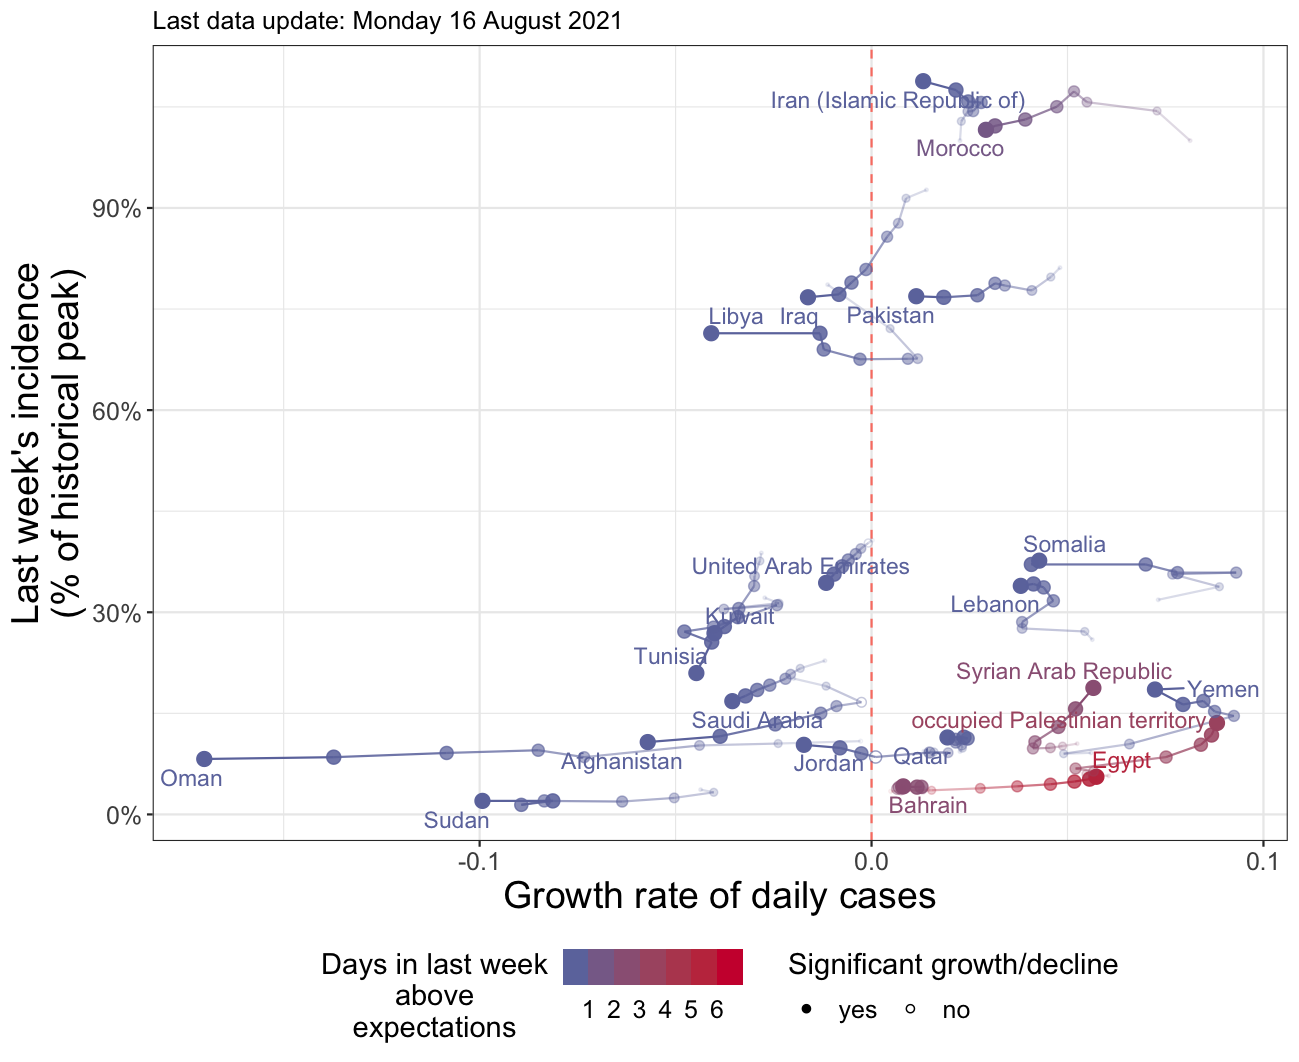 Last data update: Monday 16 August 2021
Last week's incidence
(% of historical peak)
90%
60%
30%
0%
Iran (Islamic Republic of)
Morocco
Libya
Iraq
Pakistan
United Arab Emirates
Somalia
Kuwait
Lebanon
Tunisia
Syrian Arab Republic
Yemen
Saudi Arabia
occupied Palestinian territory
Afghanistan
Jordan
Qatar
Egypt
Oman
Bahrain
Sudan
-0.1
0.0
0.1
Growth rate of daily cases
Days in last week
above
expectations
1 2 3 4 5 6
Significant growth/decline
yes
no